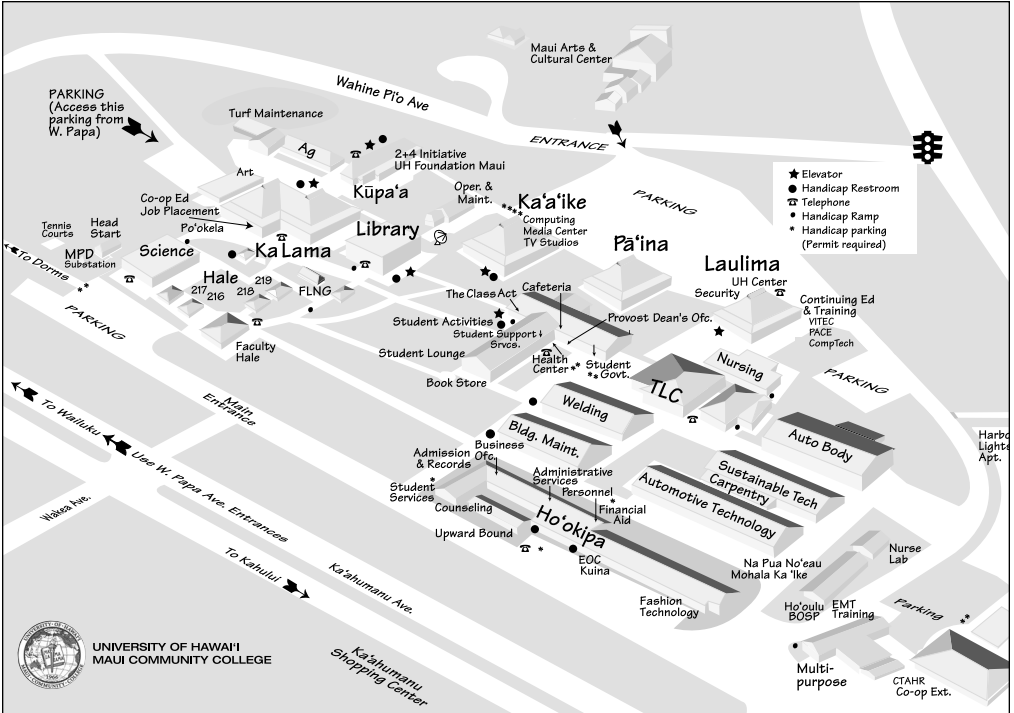 Maui Arts &
Cultural Center
Wahine Pi'o Ave
PARKING
(Access this
parking from
W. Papa)
Turf Maintenance
ENTRANCE
Ag
2+4 Initiative
UH Foundation Maui
Art
Kūpa'a
Oper. &
Maint.
PARKING
Elevator
Handicap Restroom
Telephone
Handicap Ramp
Handicap parking
(Permit required)
Co-op Ed
Job Placement
Ka'a'ike
Computing
Media Center
TV Studios
Tennis
Courts
Head
Start
Po'okela
Library
Pā'ina
MPD
Substation
Science
Ka Lama
Laulima
UH Center
Security
To Dorms
Hale
217
216
218
219
FLNG
The Class Act
Cafeteria
Continuing Ed
& Training
VITEC
PACE
CompTech
PARKING
Student Activities
Student Support
Srvcs.
Provost Dean's Ofc.
Faculty
Hale
Student Lounge
Health
Center
Student
Govt.
Nursing
Book Store
TLC
PARKING
To Wailuku
Main
Entrance
Welding
Bldg. Maint.
Auto Body
Harbo
Lights
Apt.
Use W. Papa Ave. Entrances
Business
Ofc.
Admission
& Records
Administrative
Services
Sustainable Tech
Carpentry
Student
Services
Personnel
Automotive Technology
Wakea Ave.
Counseling
Financial
Aid
Ho'okipa
Upward Bound
To Kahului
EOC
Kuina
Na Pua No'eau
Mohala Ka 'Ike
Nurse
Lab
Ka'ahumanu Ave.
Fashion
Technology
Ho'oulu
BOSP
EMT
Training
Parking
UNIVERSITY OF HAWAI'I
MAUI COMMUNITY COLLEGE
Ka'ahumanu
Shopping Center
Multi-
purpose
CTAHR
Co-op Ext.